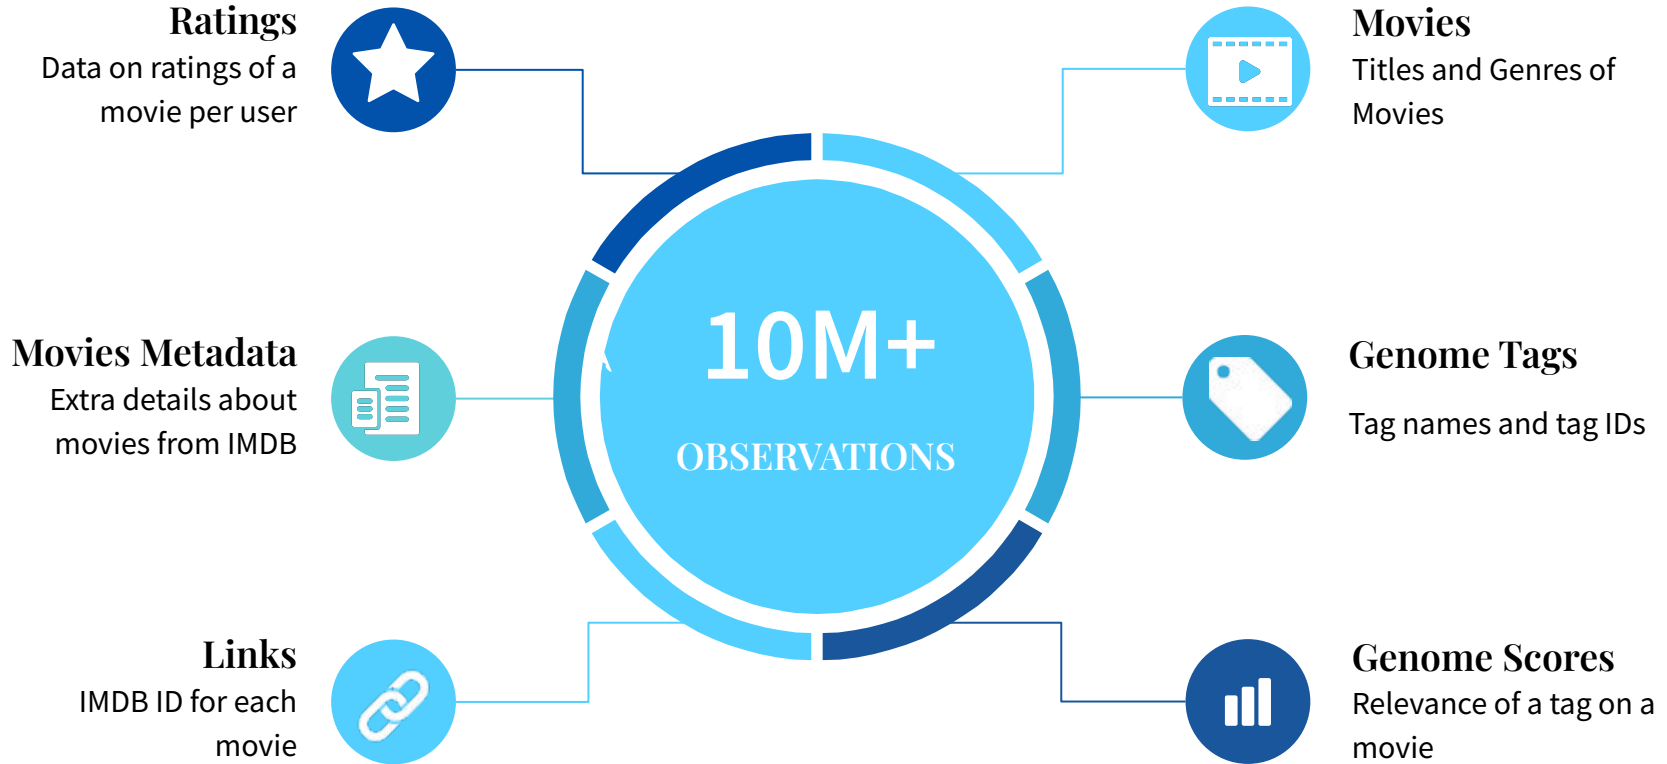 Ratings
Data on ratings of a
movie per user
Movies Metadata
Extra details about
movies from IMDB
Links
IMDB ID for each
movie
10M+
OBSERVATIONS
Movies
Titles and Genres of
Movies
Genome Tags
Tag names and tag IDs
Genome Scores
Relevance of a tag on a
movie